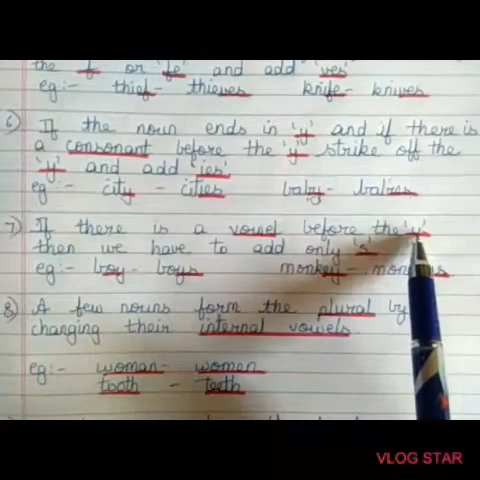 the f or 'fe' and add 'ves'
eg:- thief- thieves knife- knives
6) If the noun ends in 'y' and if there is
a consonant before the 'y' strike off the
'y' and add 'ies'
eg:- city - cities baby - babies
7) If there is a vowel before the 'y'
then we have to add only 's'
eg:- boy - boys monkey-
8) A few nouns form the plural by
changing their internal vowels.
eg:- woman- women
tooth - teeth
VLOG STAR